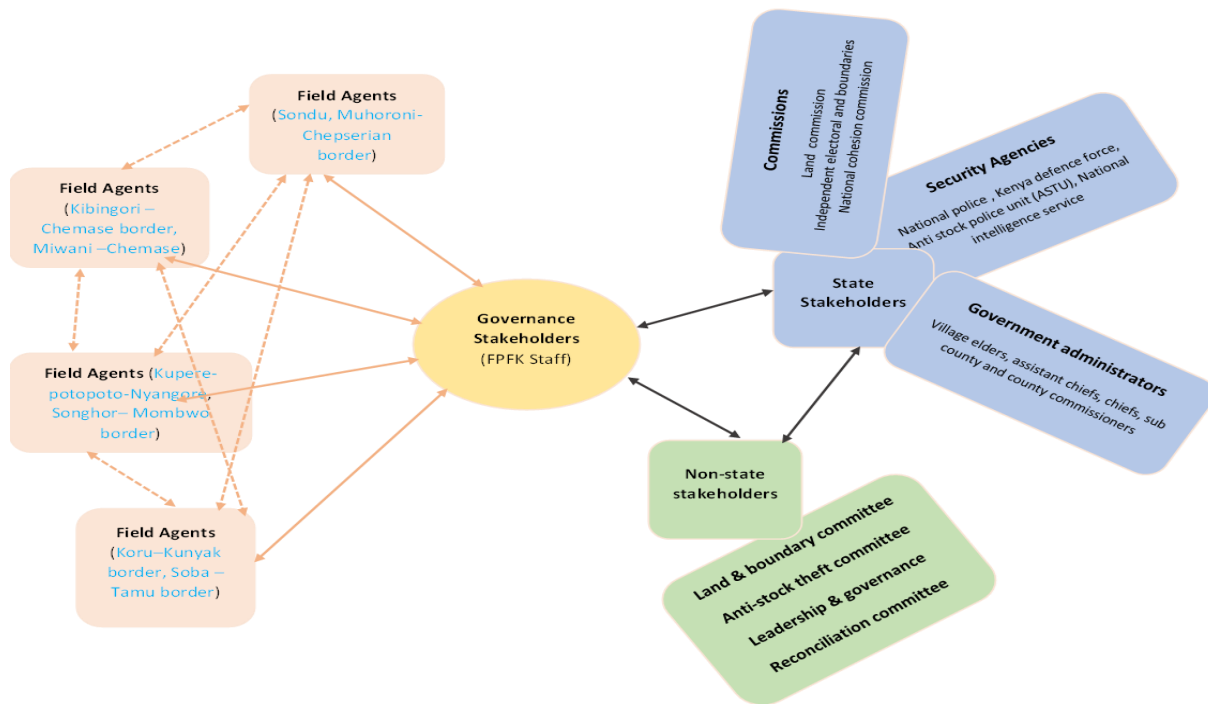 Field Agents
(Sondu, Muhoroni-
Chepserian
border)
Field Agents
(Kibingori –
Chemase border,
Miwani –Chemase)
Field Agents (Kupere-
potopoto-Nyangore,
Songhor– Mombwo
border)
Field Agents
(Koru–Kunyak
border, Soba –
Tamu border)
Governance
Stakeholders
(FPFK Staff)
Commissions
Land commission
Independent electoral and boundaries
National cohesion commission
Security Agencies
National police , Kenya defence force,
Anti stock police unit (ASTU), National
intelligence service
State
Stakeholders
Government administrators
Village elders, assistant chiefs, chiefs, sub
county and county commissioners
Non-state
stakeholders
Land & boundary committee
Anti-stock theft committee
Leadership & governance
Reconciliation committee